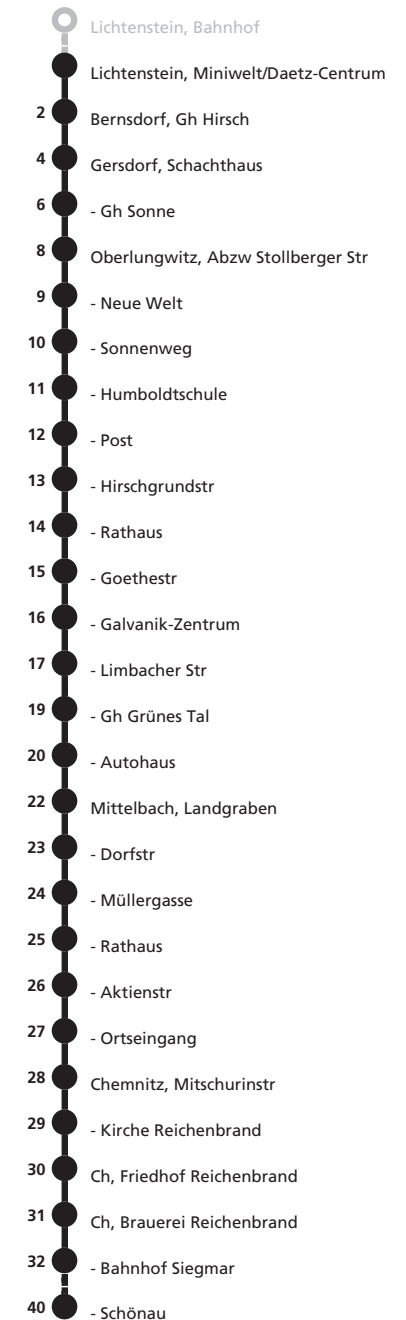 Lichtenstein, Bahnhof
Lichtenstein, Miniwelt/Daetz-Centrum
2 Bernsdorf, Gh Hirsch
4 Gersdorf, Schachthaus
6 - Gh Sonne
8 Oberlungwitz, Abzw Stollberger Str
9 - Neue Welt
10 - Sonnenweg
11 - Humboldtschule
12 - Post
13 - Hirschgrundstr
14 - Rathaus
15 - Goethestr
16 - Galvanik-Zentrum
17 - Limbacher Str
19 - Gh Grünes Tal
20 - Autohaus
22 Mittelbach, Landgraben
23 - Dorfstr
24 - Müllergasse
25 - Rathaus
26 - Aktienstr
27 - Ortseingang
28 Chemnitz, Mitschurinstr
29 - Kirche Reichenbrand
30 Ch, Friedhof Reichenbrand
31 Ch, Brauerei Reichenbrand
32 - Bahnhof Siegmar
40 - Schönau